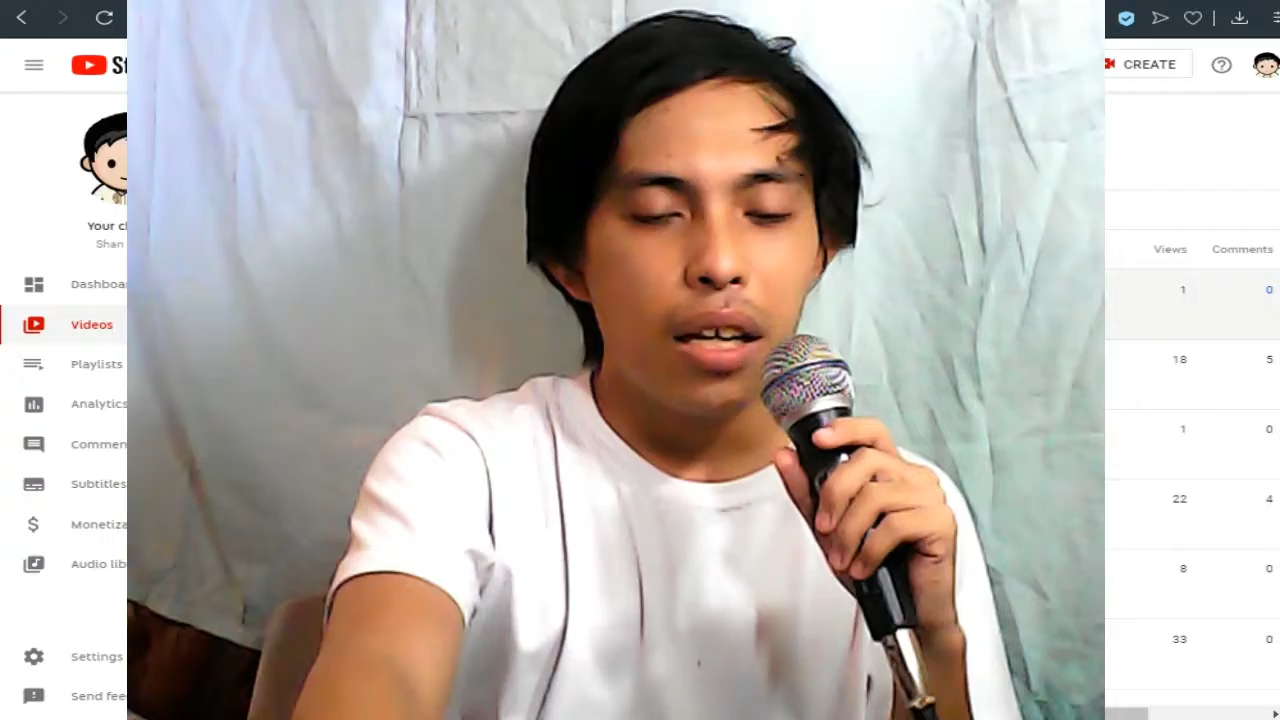 St
CREATE
Your c
Shan
Views Comments
Dashboa
1 0
Videos
18 5
Playlists
Analytics
1 0
Commen
Subtitles
22 4
Monetiza
Audio lib
8 0
33 0
Settings
Send fee